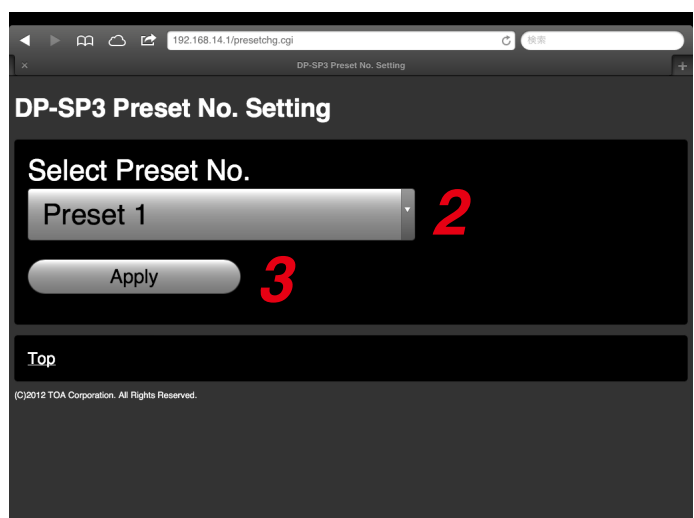 192.168.14.1/presetchg.cgi
検索
× DP-SP3 Preset No. Setting +
DP-SP3 Preset No. Setting
Select Preset No.
Preset 1
2
Apply
3
Top
(C)2012 TOA Corporation. All Rights Reserved.